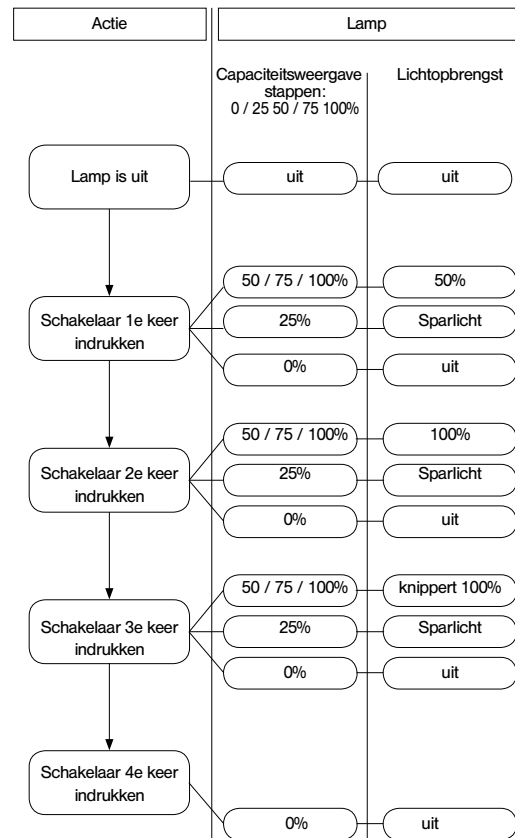 Actie
Lamp
Capaciteitsweergave
stappen:
0 / 25 50 / 75 100%
Lichtopbrengst
Lamp is uit
uit
uit
Schakelaar 1e keer
indrukken
50 / 75 / 100%
50%
25%
Sparlicht
0%
uit
Schakelaar 2e keer
indrukken
50 / 75 / 100%
100%
25%
Sparlicht
0%
uit
Schakelaar 3e keer
indrukken
50 / 75 / 100%
knippert 100%
25%
Sparlicht
0%
uit
Schakelaar 4e keer
indrukken
0%
uit